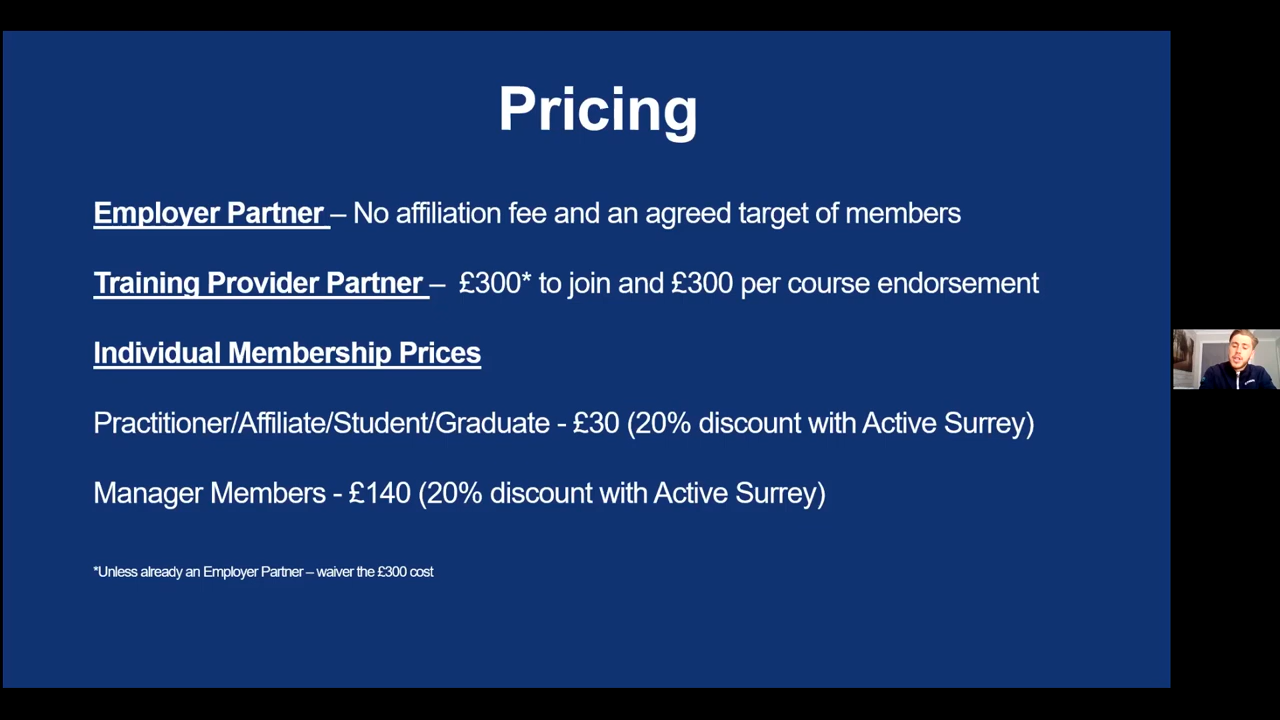 Pricing
Employer Partner – No affiliation fee and an agreed target of members
Training Provider Partner – £300* to join and £300 per course endorsement
Individual Membership Prices
Practitioner/Affiliate/Student/Graduate - £30 (20% discount with Active Surrey)
Manager Members - £140 (20% discount with Active Surrey)
*Unless already an Employer Partner – waiver the £300 cost